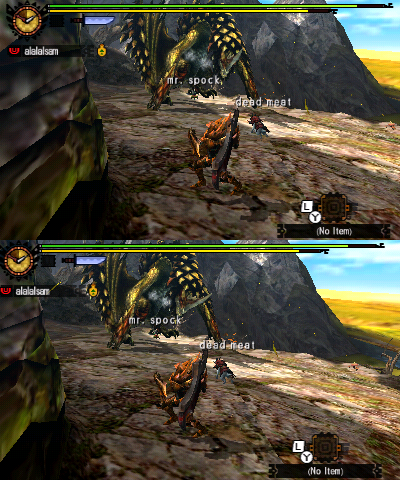 alalalsam
mr. spock
dead meat
L
Y
(No Item)
alalalsam
mr. spock
dead meat
L
Y
(No Item)